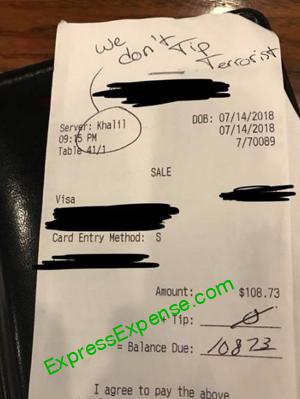 we
don't Tip
Terrorist
Server: Khalil
DOB: 07/14/2018
09:15 PM
07/14/2018
Table 41/1
7/70089
SALE
Visa
Card Entry Method: S
Amount: $108.73
+ Tip: 0
= Balance Due: 10873
I agree to pay the above
ExpressExpense.com